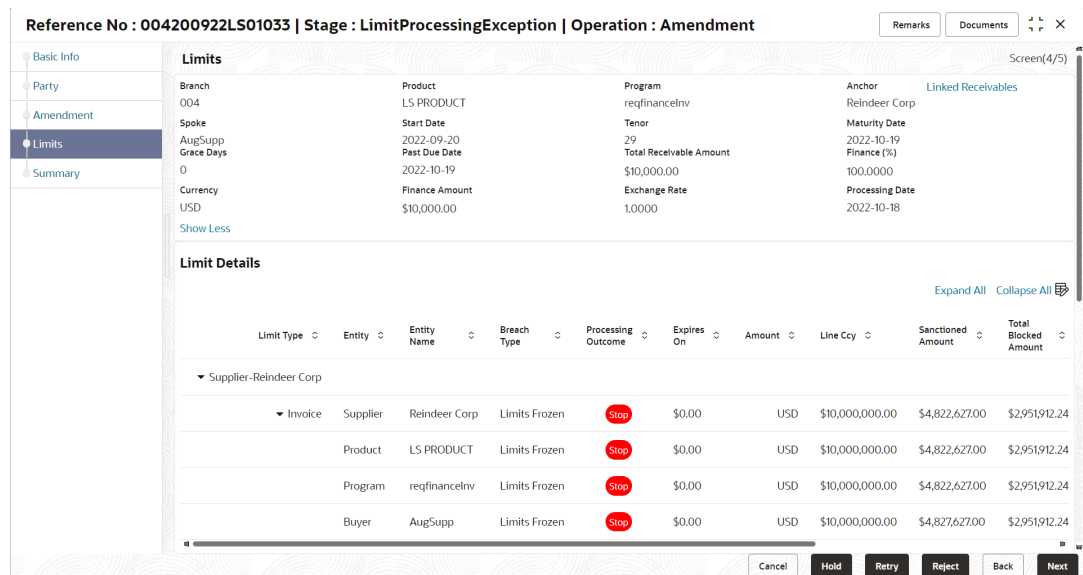 Reference No : 004200922LS01033 | Stage : LimitProcessingException | Operation : Amendment
Remarks
Documents
Basic Info
Party
Amendment
Limits
Summary
Limits
Screen(4/5)
Branch Product Program Anchor Linked Receivables
004 LS PRODUCT reqfinanceInv Reindeer Corp
Spoke Start Date Tenor Maturity Date
AugSupp 2022-09-20 29 2022-10-19
Grace Days Past Due Date Total Receivable Amount Finance (%)
0 2022-10-19 $10,000.00 100.0000
Currency Finance Amount Exchange Rate Processing Date
USD $10,000.00 1.0000 2022-10-18
Show Less
Limit Details
Expand All Collapse All
Limit Type Entity Entity Name Breach Type Processing Outcome Expires On Amount Line Ccy Sanctioned Amount Total Blocked Amount
Supplier-Reindeer Corp
Invoice Supplier Reindeer Corp Limits Frozen Stop $0.00 USD $10,000,000.00 $4,822,627.00 $2,951,912.24
Product LS PRODUCT Limits Frozen Stop $0.00 USD $10,000,000.00 $4,822,627.00 $2,951,912.24
Program reqfinanceInv Limits Frozen Stop $0.00 USD $10,000,000.00 $4,822,627.00 $2,951,912.24
Buyer AugSupp Limits Frozen Stop $0.00 USD $10,000,000.00 $4,827,627.00 $2,951,912.24
Cancel Hold Retry Reject Back Next